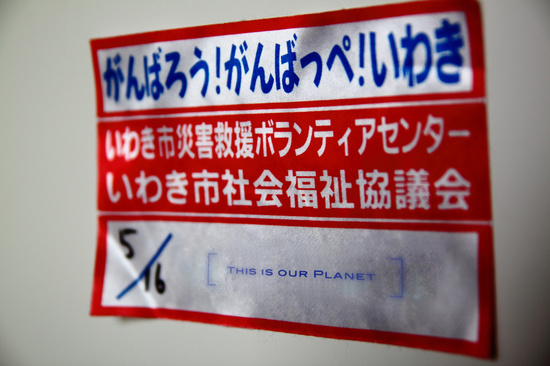 がんばろう!がんばっぺ!いわき
いわき市災害救援ボランティアセンター
いわき市社会福祉協議会
5/16
[ THIS IS OUR PLANET ]